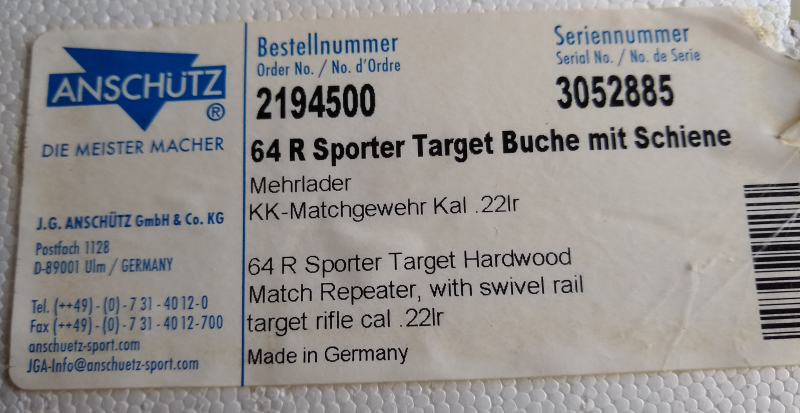 ANSCHÜTZ
®
DIE MEISTER MACHER
J.G. ANSCHÜTZ GmbH & Co. KG
Postfach 1128
D-89001 Ulm / GERMANY
Tel. (++49) - (0) - 7 31 - 40 12-0
Fax (++49) - (0) - 7 31 - 40 12-700
anschuetz-sport.com
JGA-Info@anschuetz-sport.com
Bestellnummer
Order No. / No. d'Ordre
2194500
Seriennummer
Serial No. / No. de Serie
3052885
64 R Sporter Target Buche mit Schiene
Mehrlader
KK-Matchgewehr Kal .22lr
64 R Sporter Target Hardwood
Match Repeater, with swivel rail
target rifle cal .22lr
Made in Germany